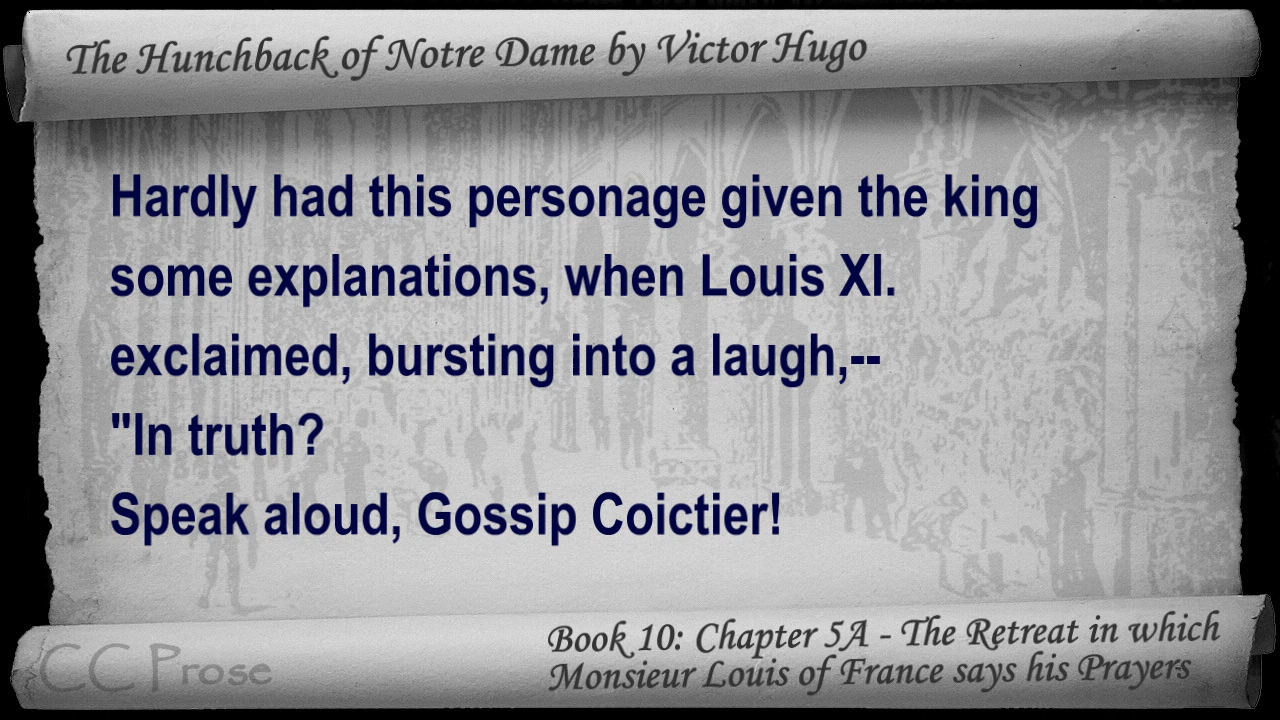 The Hunchback of Notre Dame by Victor Hugo
Hardly had this personage given the king
some explanations, when Louis XI.
exclaimed, bursting into a laugh,--
"In truth?
Speak aloud, Gossip Coictier!
CC Prose
Book 10: Chapter 5A - The Retreat in which
Monsieur Louis of France says his Prayers